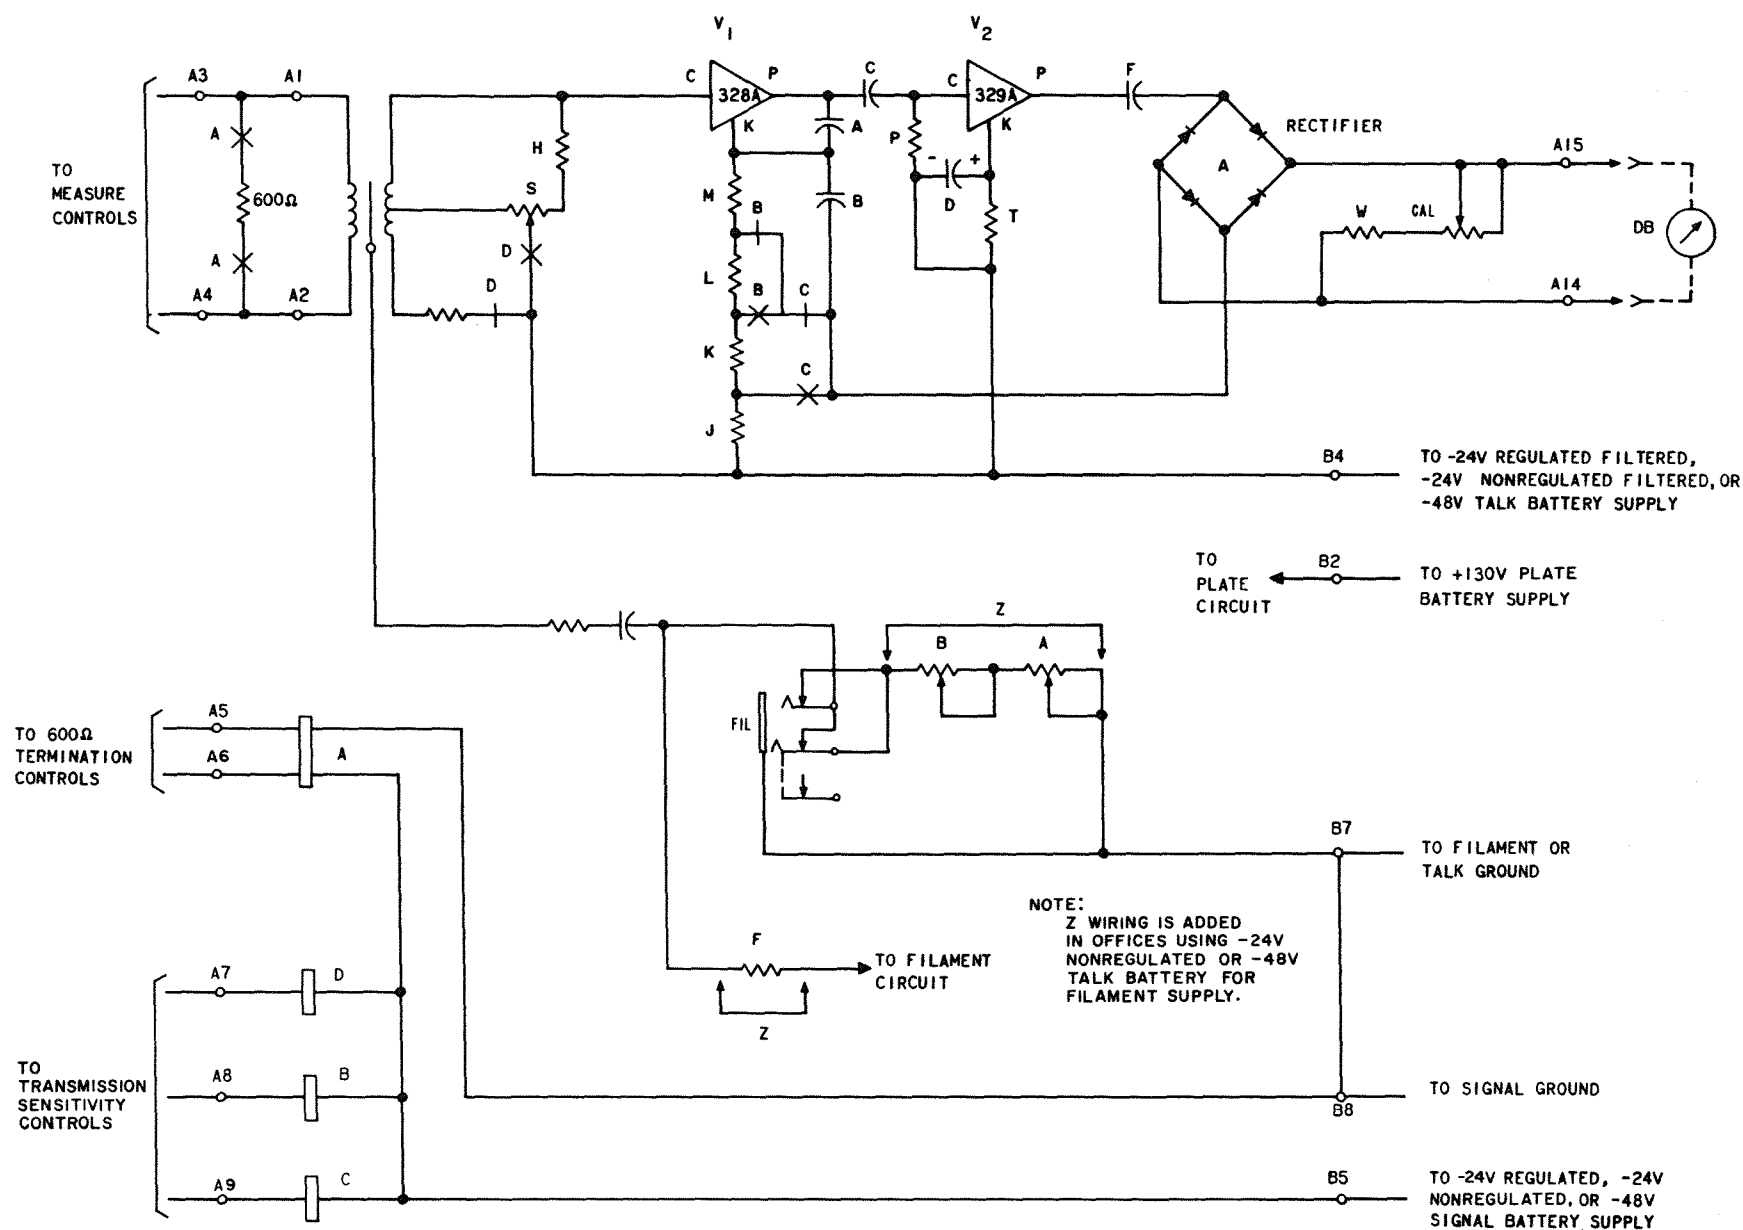 V1
V2
A3
A1
C
P
C
C
P
F
328A
329A
A
K
A
P
K
RECTIFIER
H
TO
MEASURE
CONTROLS
A15
- +
A
S
600Ω
M
B
B
D
T
W
CAL
DB
D
A
L
A4
A2
D
B
C
A14
K
C
J
B4
TO -24V REGULATED FILTERED,
-24V NONREGULATED FILTERED, OR
-48V TALK BATTERY SUPPLY
TO
PLATE
CIRCUIT
B2
TO +130V PLATE
BATTERY SUPPLY
Z
B
A
FIL
TO 600Ω
TERMINATION
CONTROLS
A5
A6
A
B7
TO FILAMENT OR
TALK GROUND
NOTE:
Z WIRING IS ADDED
IN OFFICES USING -24V
NONREGULATED OR -48V
TALK BATTERY FOR
FILAMENT SUPPLY.
F
TO FILAMENT
CIRCUIT
Z
A7
D
TO
TRANSMISSION
SENSITIVITY
CONTROLS
A8
B
TO SIGNAL GROUND
B8
A9
C
B5
TO -24V REGULATED, -24V
NONREGULATED, OR -48V
SIGNAL BATTERY SUPPLY